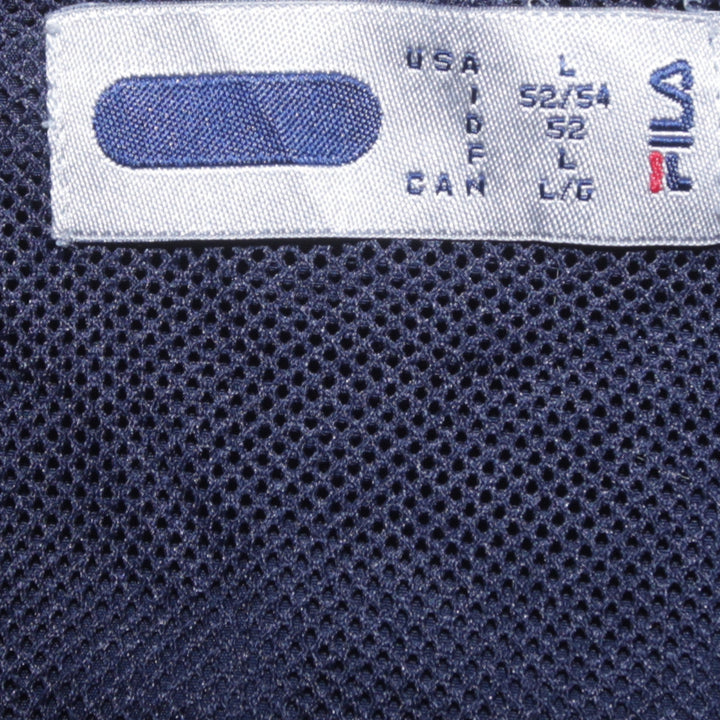 USA L
I 52/54
D 52
F L
CAN L/G
FILA